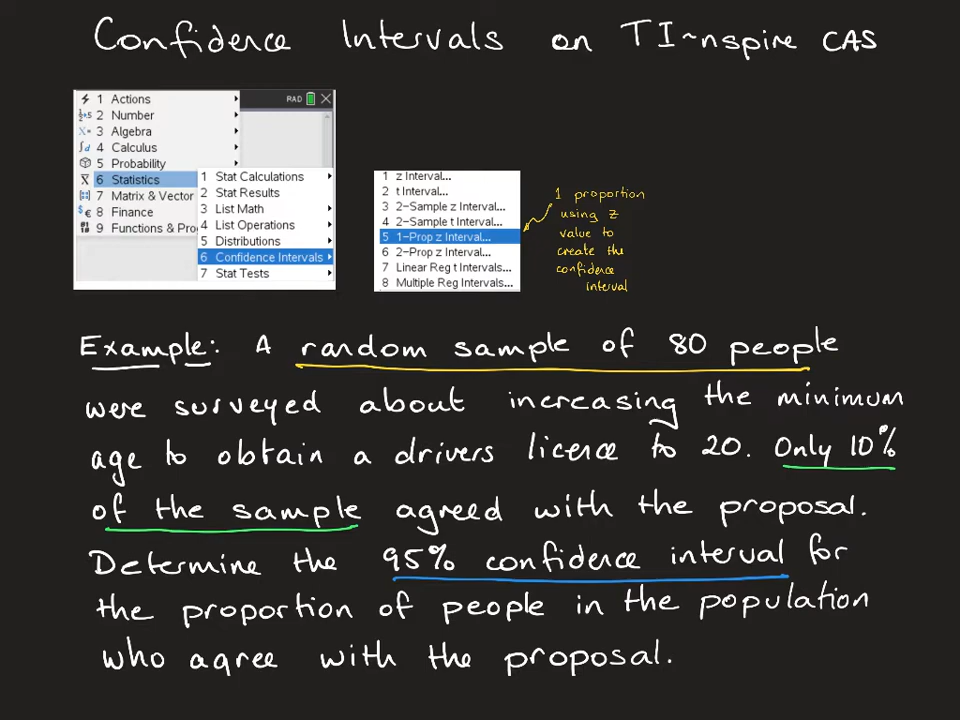 Confidence Intervals on TI-nspire CAS
1 Actions
2 Number
3 Algebra
4 Calculus
5 Probability
6 Statistics
7 Matrix & Vector
8 Finance
9 Functions & Pro
RAD
1 Stat Calculations
2 Stat Results
3 List Math
4 List Operations
5 Distributions
6 Confidence Intervals
7 Stat Tests
1 z Interval...
2 t Interval...
3 2-Sample z Interval...
4 2-Sample t Interval...
5 1-Prop z Interval...
6 2-Prop z Interval...
7 Linear Reg t Intervals...
8 Multiple Reg Intervals...
1 proportion
using z
value to
create the
confidence
interval
Example: A random sample of 80 people
were surveyed about increasing the minimum
age to obtain a drivers licence to 20. Only 10%
of the sample agreed with the proposal.
Determine the 95% confidence interval for
the proportion of people in the population
who agree with the proposal.